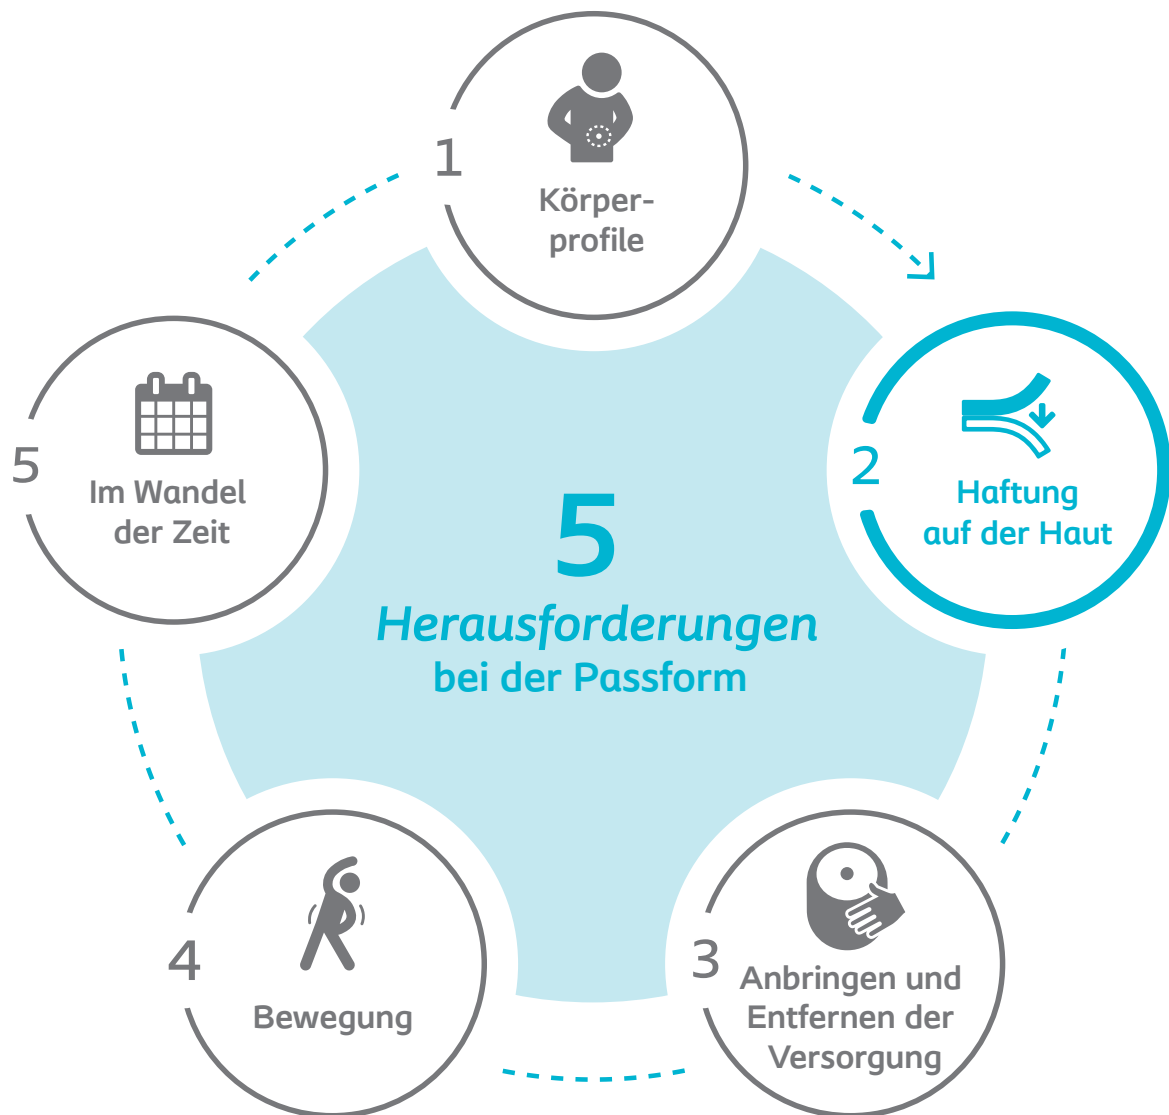 5
Herausforderungen
bei der Passform
1
Körper-
profile
2
Haftung
auf der Haut
3
Anbringen und
Entfernen der
Versorgung
4
Bewegung
5
Im Wandel
der Zeit